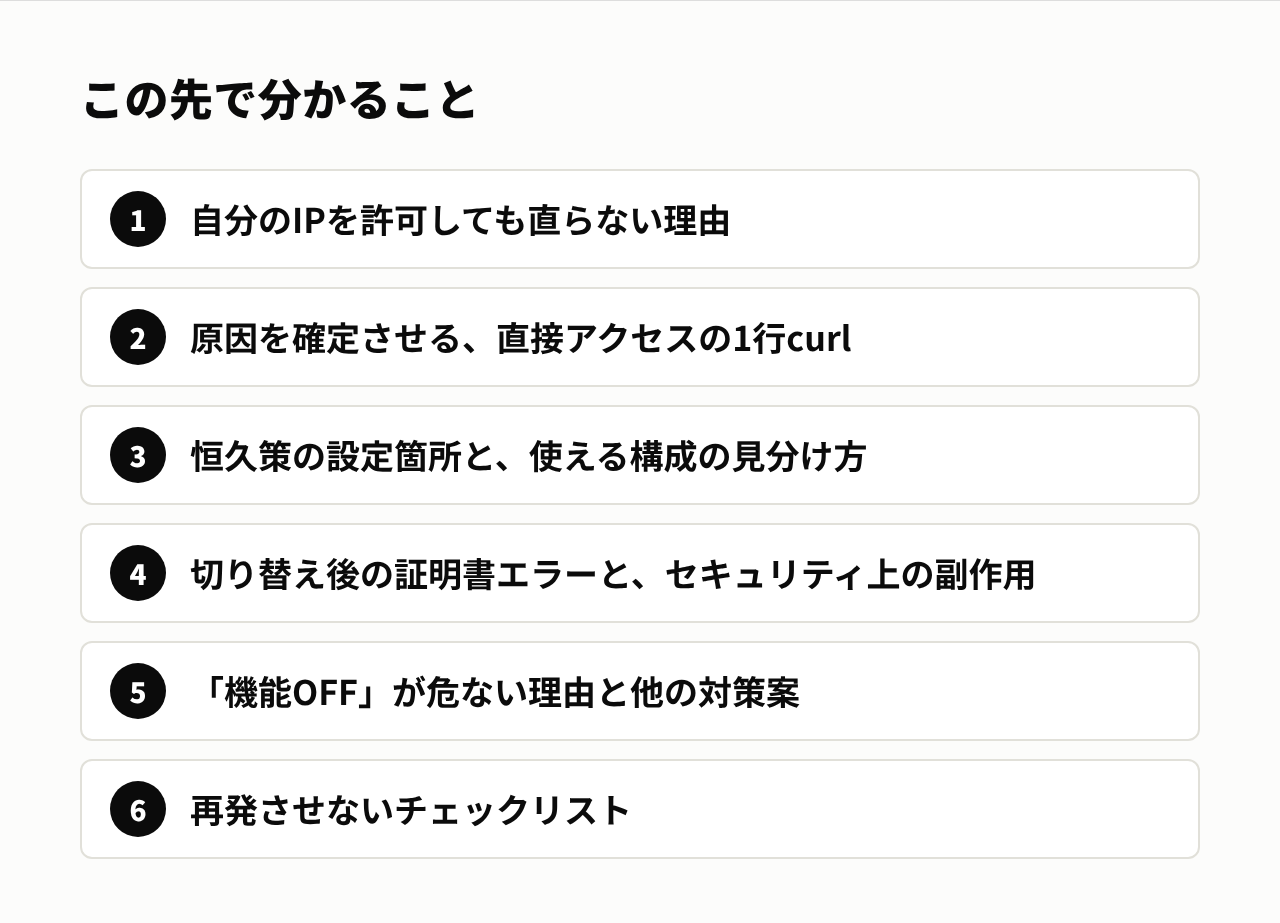 この先で分かること
1 自分のIPを許可しても直らない理由
2 原因を確定させる、直接アクセスの1行curl
3 恒久策の設定箇所と、使える構成の見分け方
4 切り替え後の証明書エラーと、セキュリティ上の副作用
5 「機能OFF」が危ない理由と他の対策案
6 再発させないチェックリスト